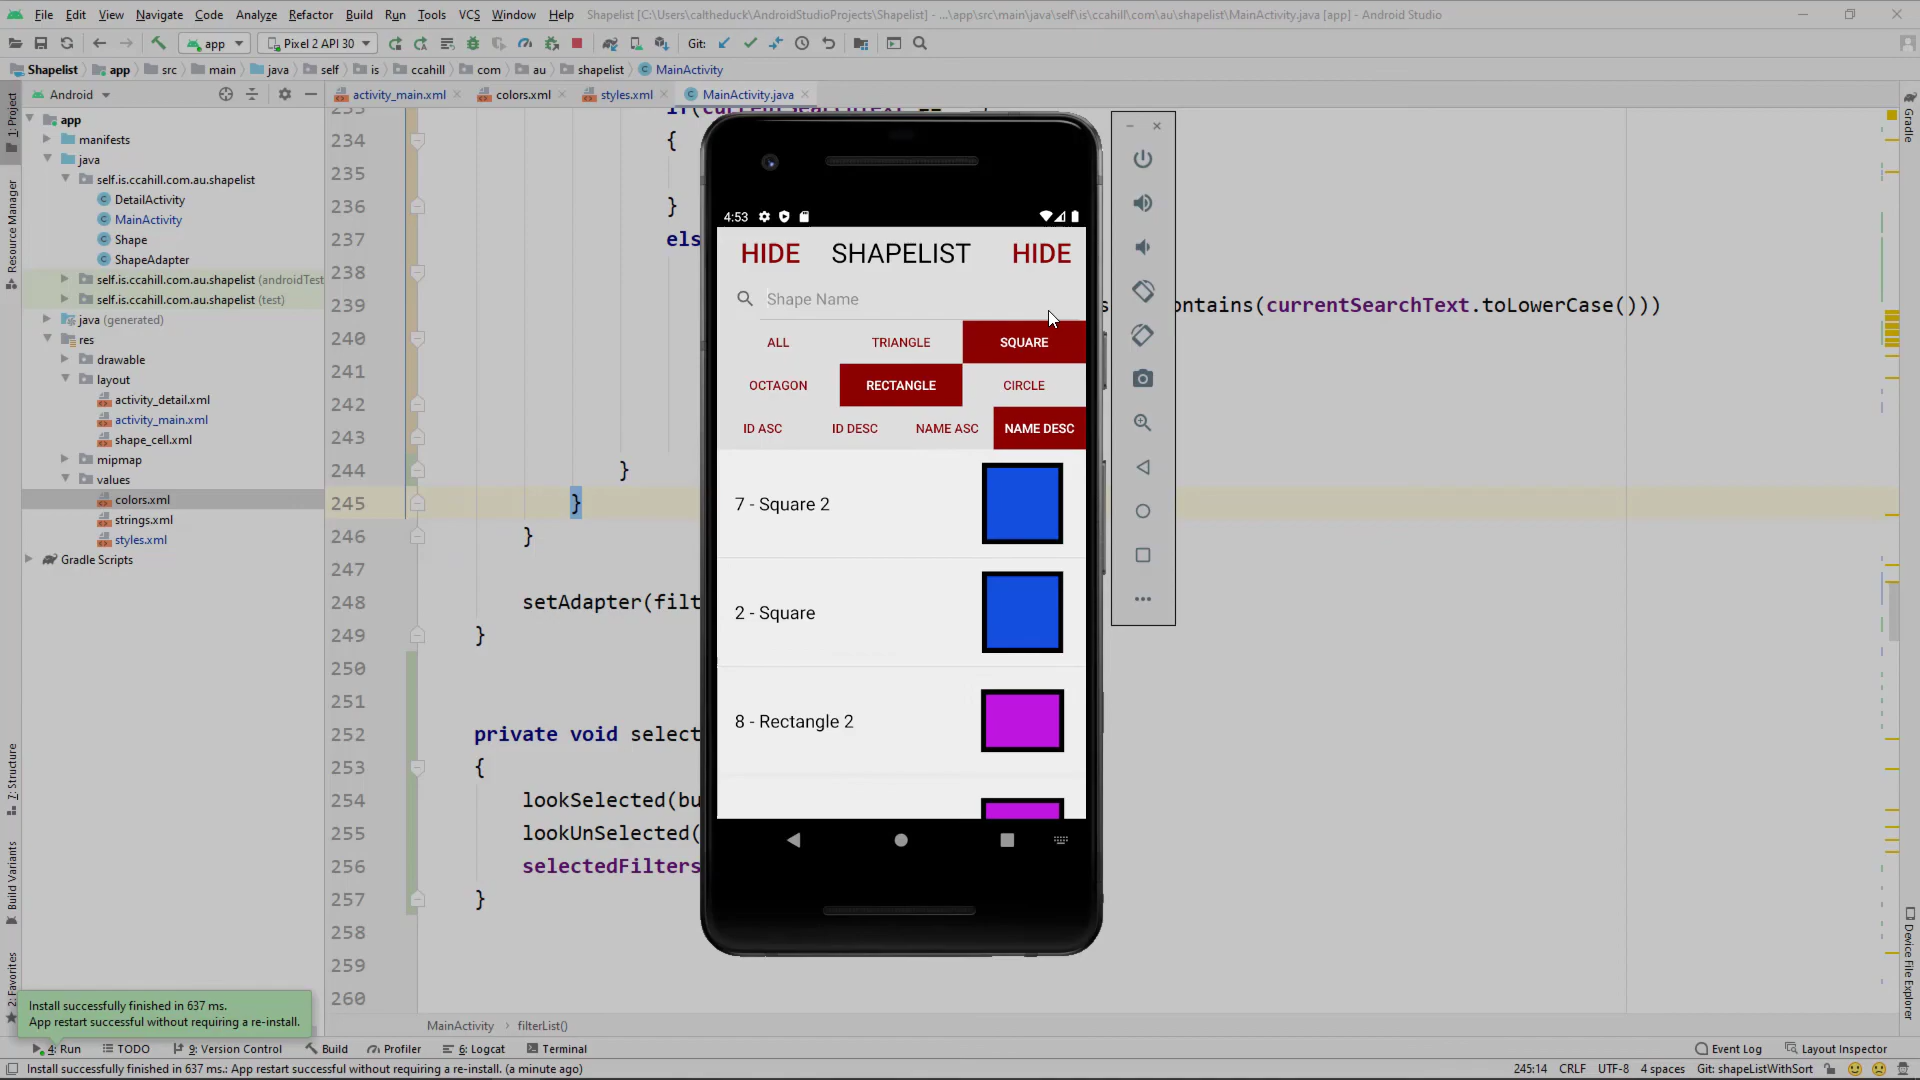 File Edit View Navigate Code Analyze Refactor Build Run Tools VCS Window Help Shapelist [C:\Users\caltheduck\AndroidStudioProjects\Shapelist] - ...\app\src\main\java\self\is\ccahill\com\au\shapelist\MainActivity.java [app] - Android Studio
app Pixel 2 API 30 Git:
Shapelist app src main java self is ccahill com au shapelist MainActivity
Android activity_main.xml colors.xml styles.xml MainActivity.java
1: Project
Resource Manager
7: Structure
Build Variants
2: Favorites
Gradle
Device File Explorer
app
manifests
java
self.is.ccahill.com.au.shapelist
DetailActivity
MainActivity
Shape
ShapeAdapter
self.is.ccahill.com.au.shapelist (androidTest
self.is.ccahill.com.au.shapelist (test)
java (generated)
res
drawable
layout
activity_detail.xml
activity_main.xml
shape_cell.xml
mipmap
values
colors.xml
strings.xml
styles.xml
Gradle Scripts
234 {
235
236 }
237 els
238
239 ontains(currentSearchText.toLowerCase()))
240
241
242
243
244 }
245 }
246 }
247
248 setAdapter(filt
249 }
250
251
252 private void select
253 {
254 lookSelected(bu
255 lookUnSelected(
256 selectedFilters
257 }
258
259
260
4:53
HIDE SHAPELIST HIDE
Shape Name
ALL TRIANGLE SQUARE
OCTAGON RECTANGLE CIRCLE
ID ASC ID DESC NAME ASC NAME DESC
7 - Square 2
2 - Square
8 - Rectangle 2
Install successfully finished in 637 ms.
App restart successful without requiring a re-install.
MainActivity filterList()
4: Run TODO 9: Version Control Build Profiler 6: Logcat Terminal Event Log Layout Inspector
Install successfully finished in 637 ms.: App restart successful without requiring a re-install. (a minute ago) 245:14 CRLF UTF-8 4 spaces Git: shapeListWithSort